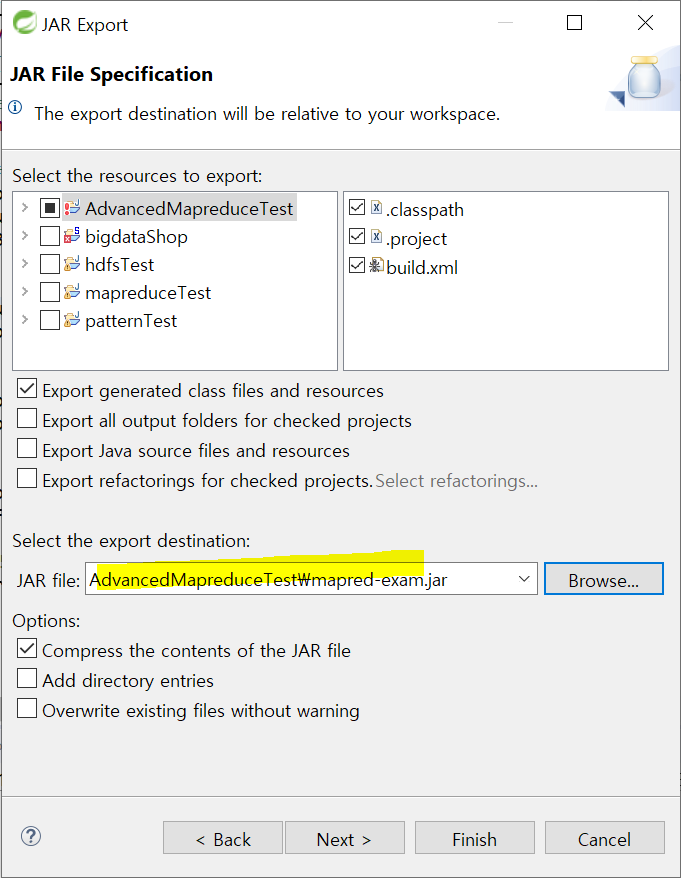 JAR Export
JAR File Specification
The export destination will be relative to your workspace.
Select the resources to export:
AdvancedMapreduceTest
bigdataShop
hdfsTest
mapreduceTest
patternTest
.classpath
.project
build.xml
Export generated class files and resources
Export all output folders for checked projects
Export Java source files and resources
Export refactorings for checked projects. Select refactorings...
Select the export destination:
JAR file: AdvancedMapreduceTest₩mapred-exam.jar Browse...
Options:
Compress the contents of the JAR file
Add directory entries
Overwrite existing files without warning
? < Back Next > Finish Cancel